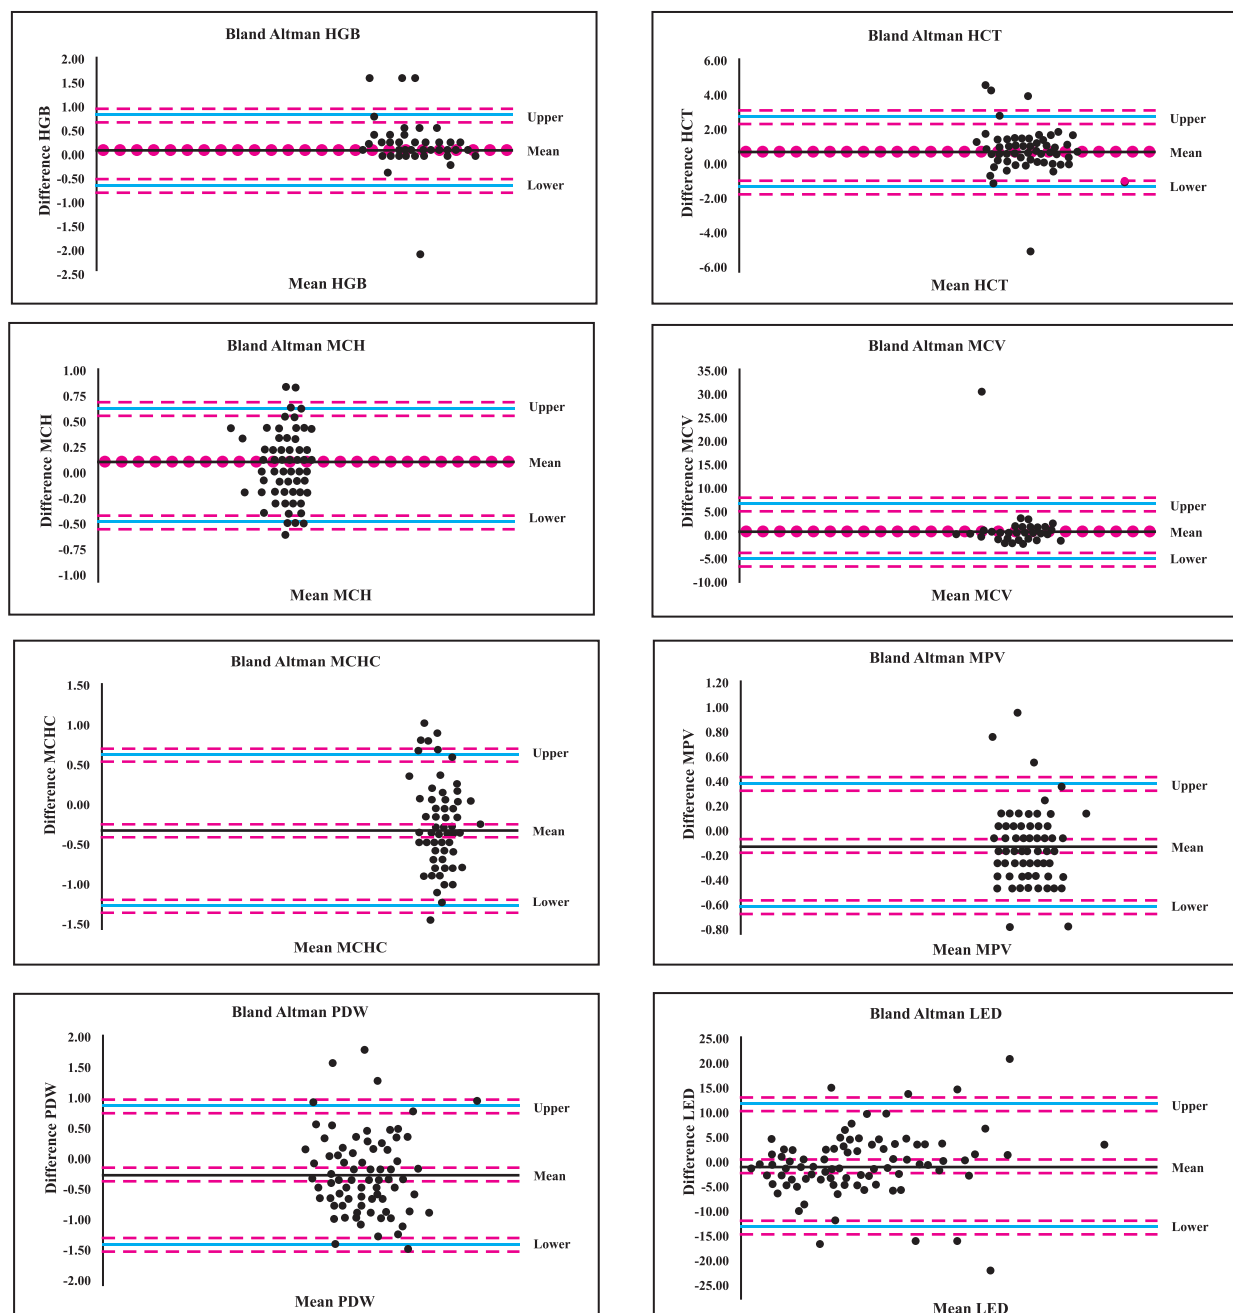 Bland Altman HGB
2.00
1.50
1.00
0.50
0.00
-0.50
-1.00
-1.50
-2.00
-2.50
Difference HGB
Upper
Mean
Lower
Mean HGB
Bland Altman HCT
6.00
4.00
2.00
0.00
-2.00
-4.00
-6.00
Difference HCT
Upper
Mean
Lower
Mean HCT
Bland Altman MCH
1.00
0.75
0.50
0.25
0.00
-0.20
-0.50
-0.75
-1.00
Difference MCH
Upper
Mean
Lower
Mean MCH
Bland Altman MCV
35.00
30.00
25.00
20.00
15.00
10.00
5.00
0.00
-5.00
-10.00
Difference MCV
Upper
Mean
Lower
Mean MCV
Bland Altman MCHC
1.50
1.00
0.50
0.00
-0.50
-1.00
-1.50
Difference MCHC
Upper
Mean
Lower
Mean MCHC
Bland Altman MPV
1.20
1.00
0.80
0.60
0.40
0.20
0.00
-0.20
-0.40
-0.60
-0.80
Difference MPV
Upper
Mean
Lower
Mean MPV
Bland Altman PDW
2.00
1.50
1.00
0.50
0.00
-0.50
-1.00
-1.50
-2.00
Difference PDW
Upper
Mean
Lower
Mean PDW
Bland Altman LED
25.00
20.00
15.00
10.00
5.00
0.00
-5.00
-10.00
-15.00
-20.00
-25.00
Difference LED
Upper
Mean
Lower
Mean LED